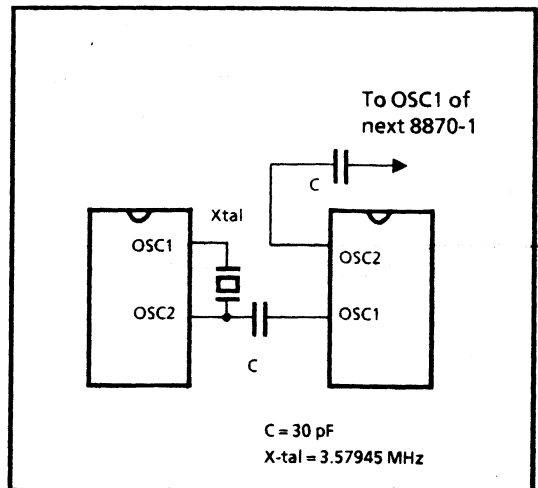 To OSC1 of
next 8870-1
C
Xtal
OSC1
OSC2
OSC2
OSC1
C
C = 30 pF
X-tal = 3.57945 MHz